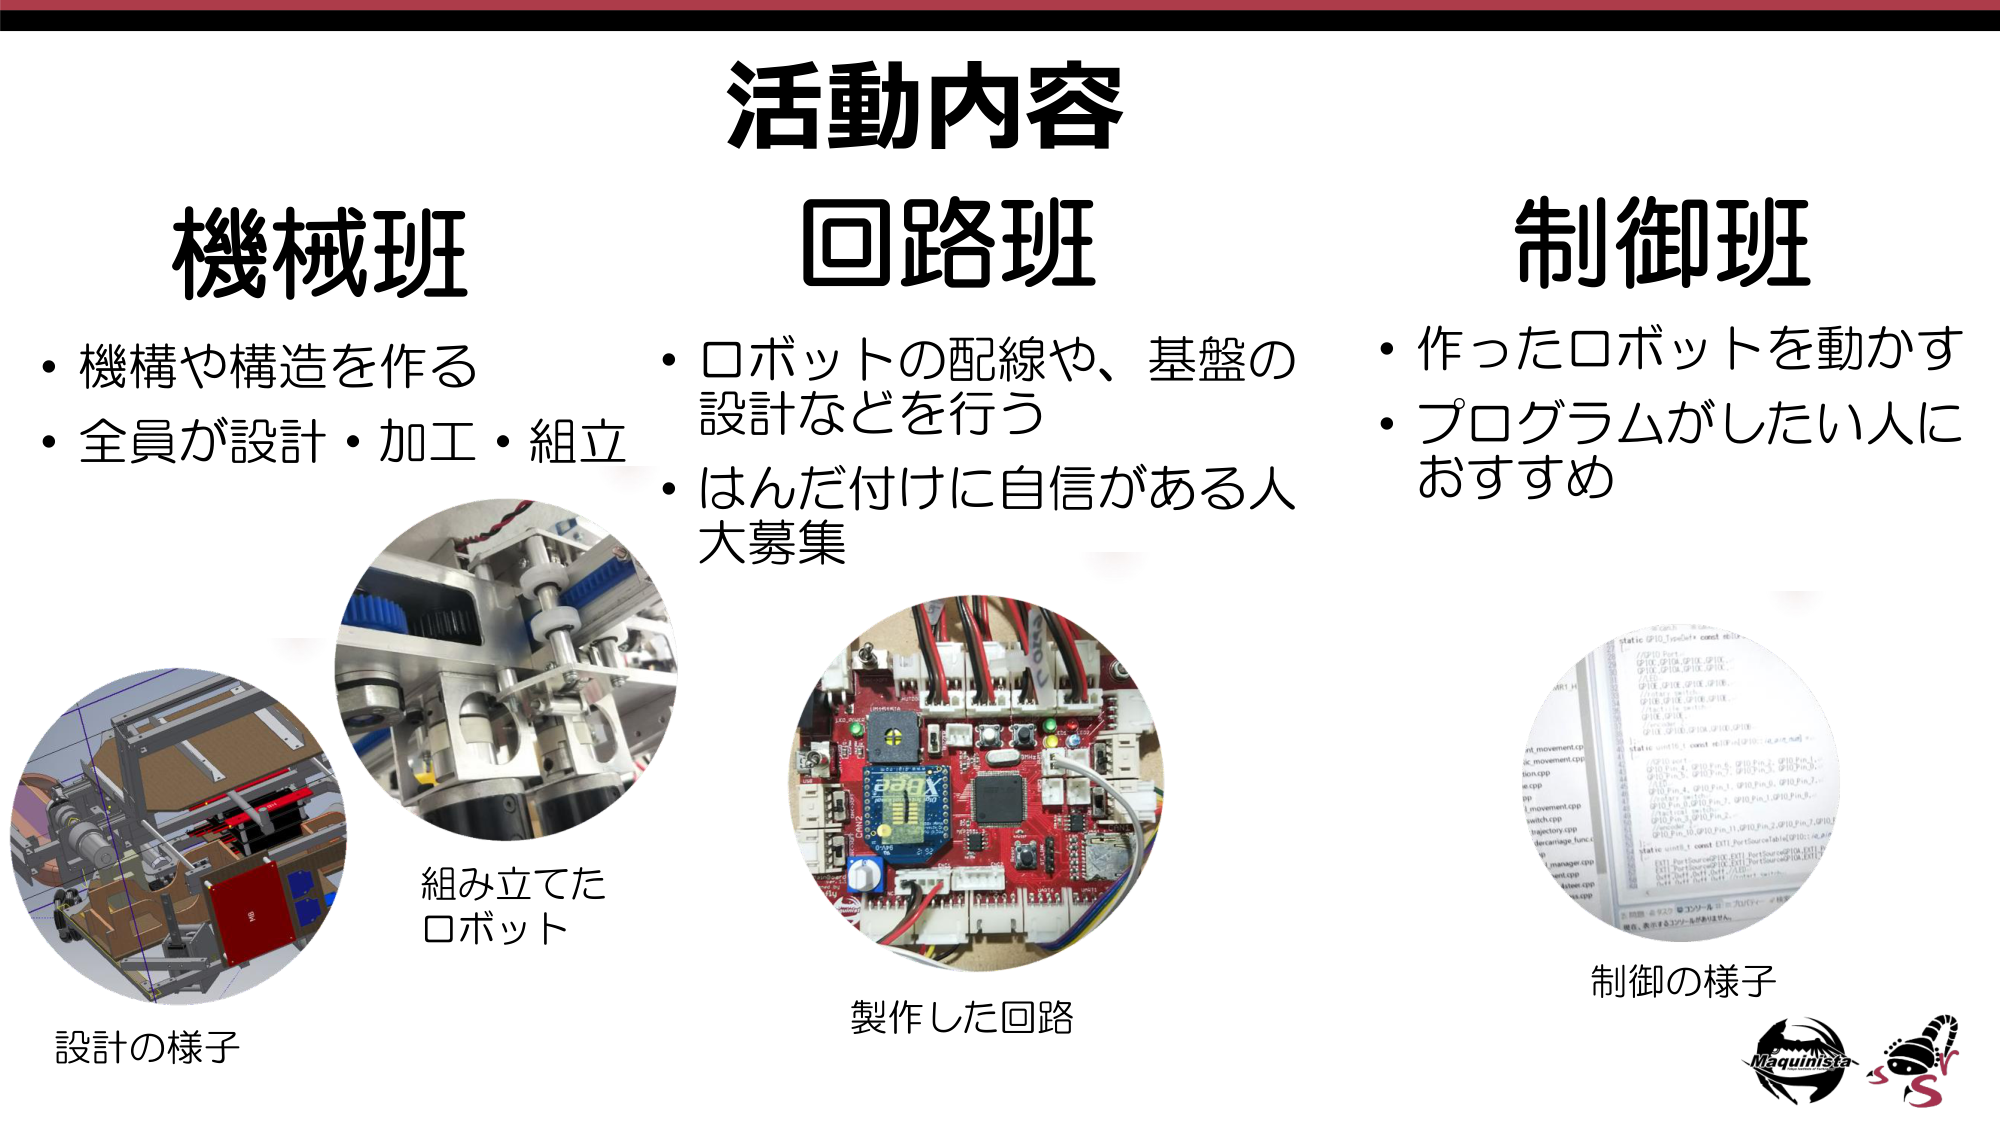 活動内容
機械班
• 機構や構造を作る
• 全員が設計・加工・組立
組み立てた
ロボット
設計の様子
回路班
• ロボットの配線や、基盤の
設計などを行う
• はんだ付けに自信がある人
大募集
XBee
CAN2
製作した回路
制御班
• 作ったロボットを動かす
• プログラムがしたい人に
おすすめ
制御の様子
Maquinista